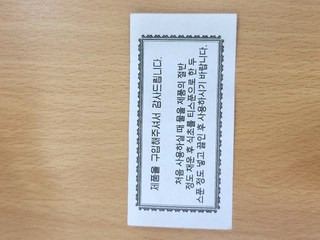 제품을 구입해주셔서 감사드립니다.
처음 사용하실 때 물을 제품의 절반
정도 채운 후 식초를 티스푼으로 한 두
스푼 정도 넣고 끓인 후 사용하시기 바랍니다.